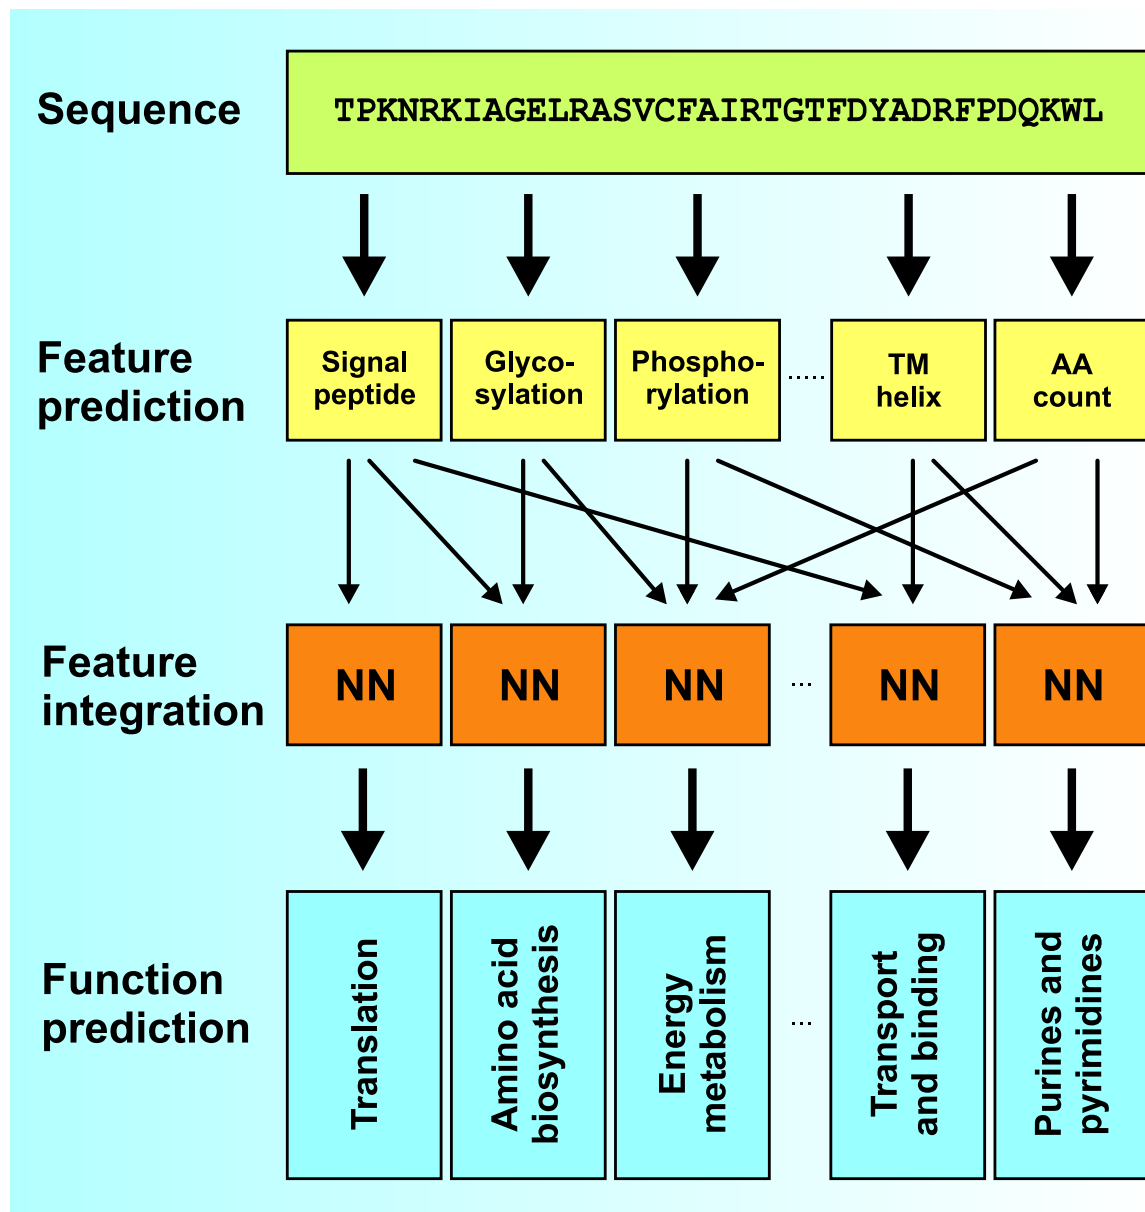 Sequence
TPKNRKIAGELRASVCFAIRTGTFDYADRFPDQKWL
Feature
prediction
Signal
peptide
Glyco-
sylation
Phospho-
rylation
.....
TM
helix
AA
count
Feature
integration
NN
NN
NN
...
NN
NN
Function
prediction
Translation
Amino acid
biosynthesis
Energy
metabolism
...
Transport
and binding
Purines and
pyrimidines